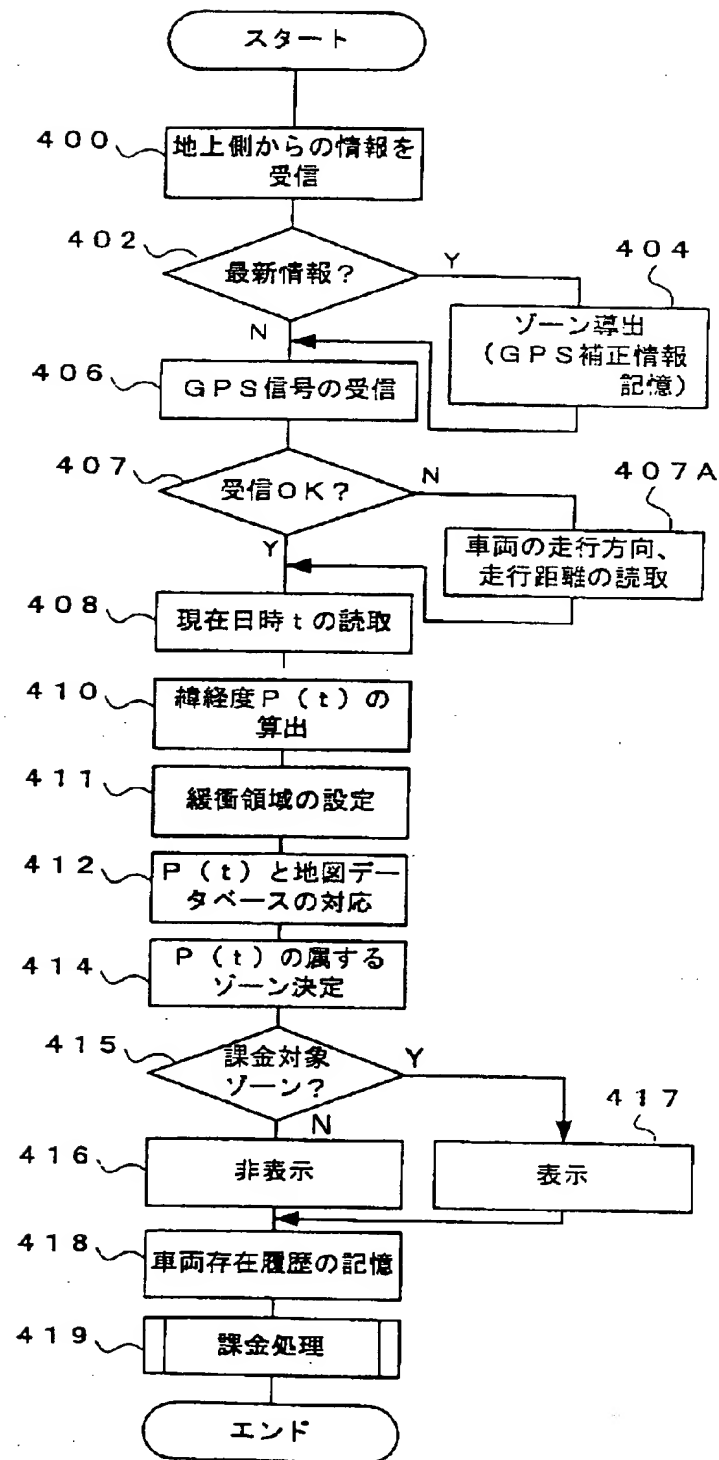 スタート
400
地上側からの情報を
受信
402
最新情報?
Y
N
404
ゾーン導出
(GPS補正情報
記憶)
406
GPS信号の受信
407
受信OK?
N
Y
407A
車両の走行方向、
走行距離の読取
408
現在日時tの読取
410
緯経度P(t)の
算出
411
緩衝領域の設定
412
P(t)と地図デー
タベースの対応
414
P(t)の属する
ゾーン決定
415
課金対象
ゾーン?
Y
N
416
非表示
417
表示
418
車両存在履歴の記憶
419
課金処理
エンド